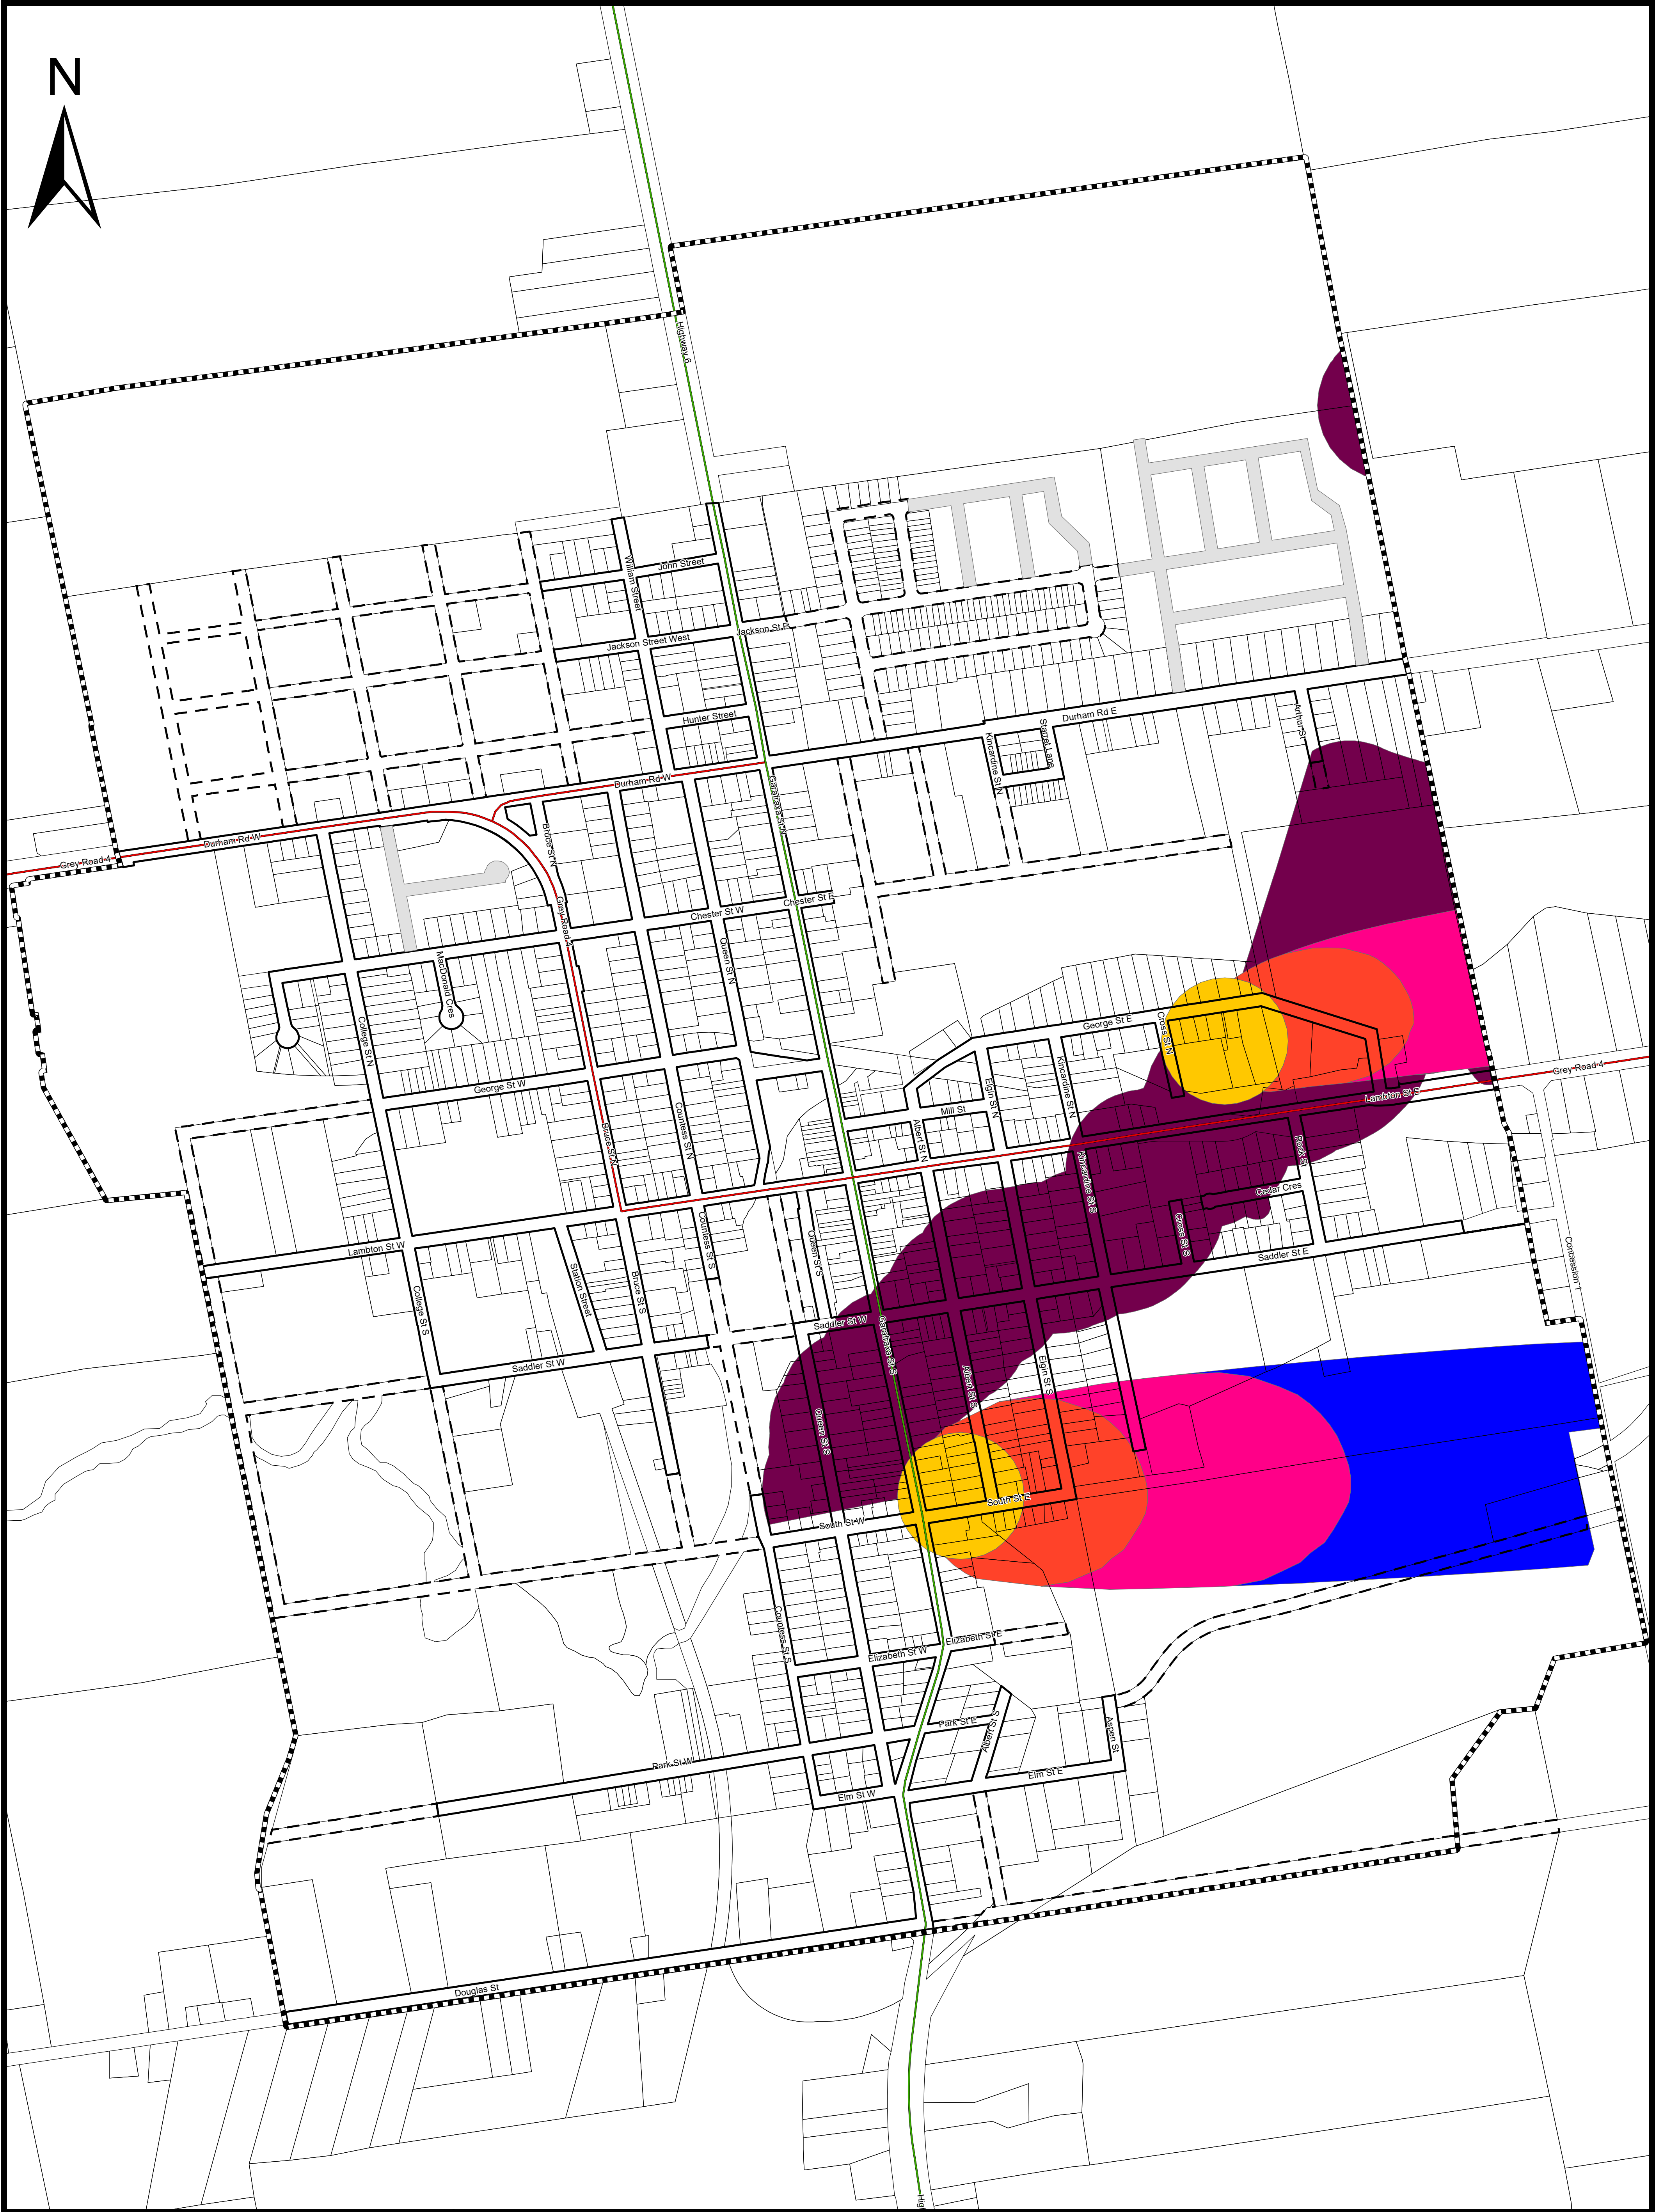 N
Highway 6
William Street
John Street
Jackson Street West
Jackson St E
Hunter Street
Durham Rd E
Starret Lane
Kincardine St N
Arthur St
Durham Rd W
Garafraxa St N
Durham Rd W
Grey Road 4
Bruce St N
Grey Road 4
Chester St W
Chester St E
Queen St N
MacDonald Cres
College St N
George St E
Cross St N
Kincardine St N
Elgin St N
Mill St
Albert St N
George St W
Countess St N
Bruce St N
Grey Road 4
Lambton St E
Rock St
Kincardine St S
Cedar Cres
Cross St S
Saddler St E
Concession 1
Lambton St W
Countess St S
Queen St S
College St S
Station Street
Bruce St S
Saddler St W
Saddler St W
Garafraxa St S
Albert St S
Elgin St S
Queen St S
South St E
South St W
Countess St S
Elizabeth St E
Elizabeth St W
Park St E
Albert St S
Aspen St
Park St W
Elm St E
Elm St W
Douglas St